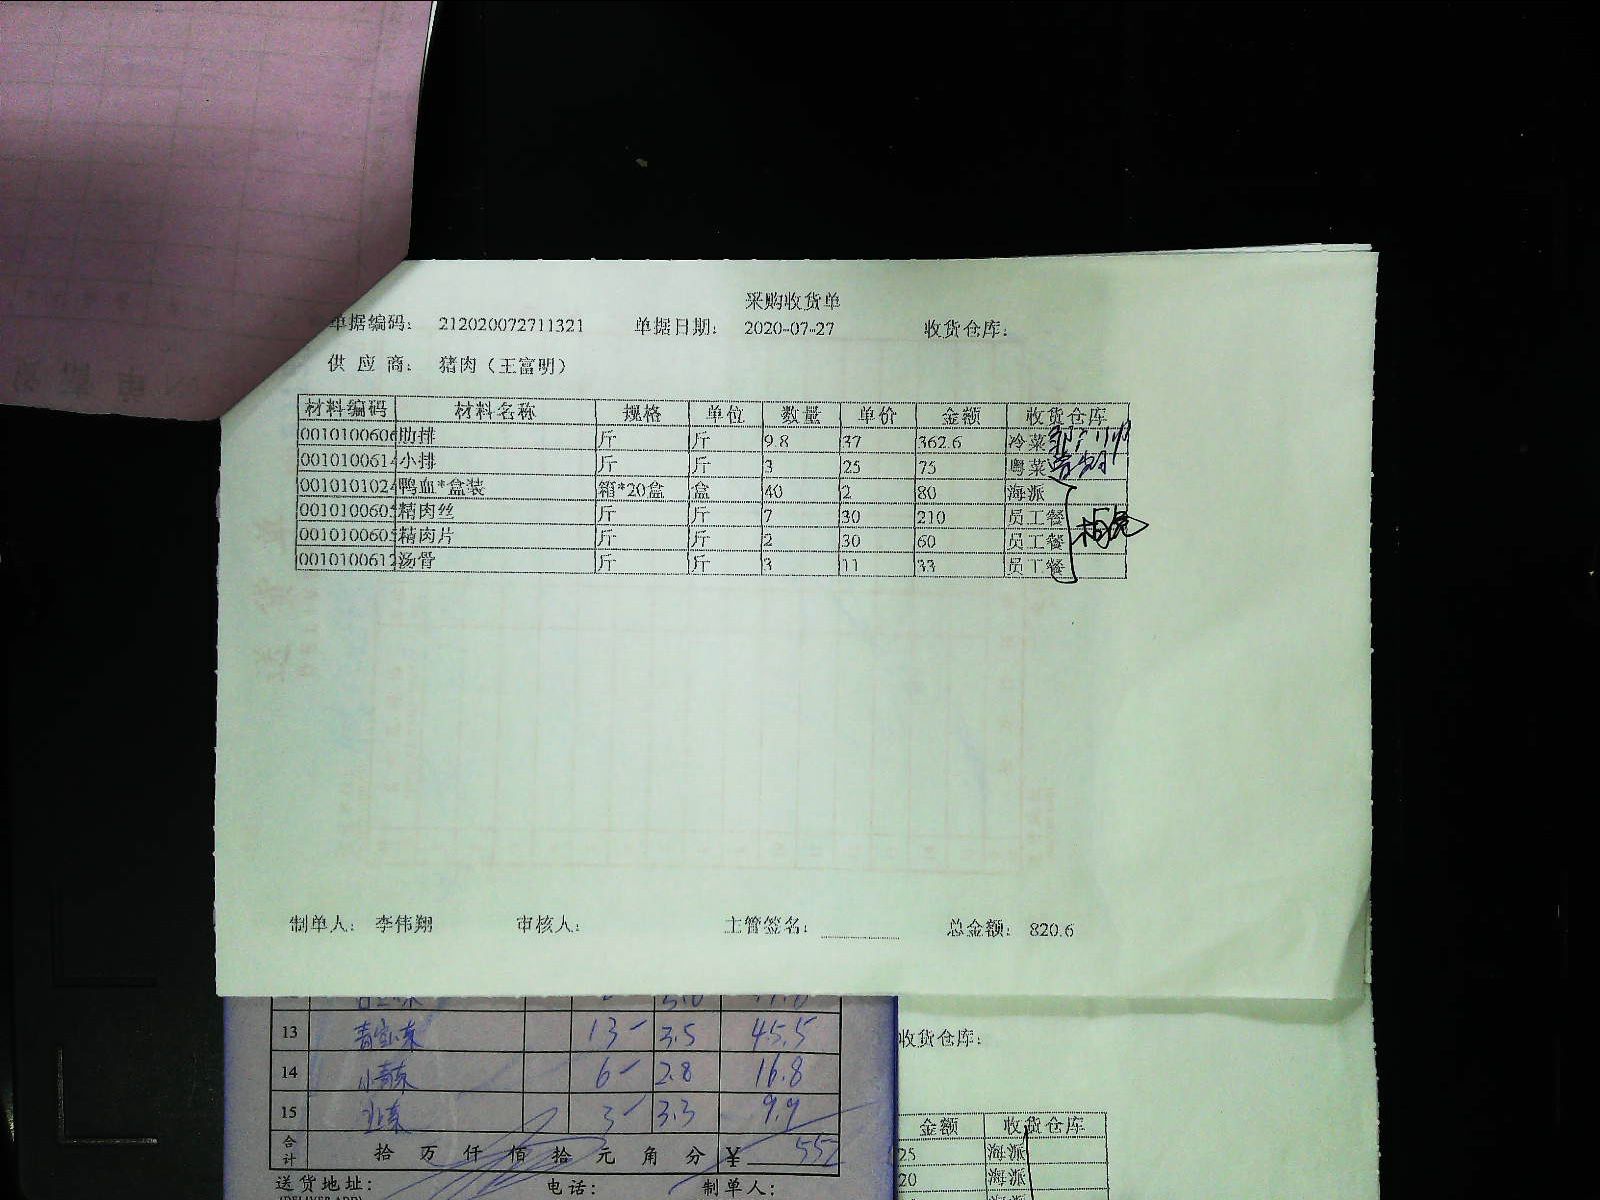 采购收货单
单据编码: 212020072711321 单据日期: 2020-07-27 收货仓库:
供应商: 猪肉（王富明）
材料编码 材料名称 规格 单位 数量 单价 金额 收货仓库
0010100606 肋排 斤 斤 9.8 37 362.6 冷菜
001010061 小排 斤 斤 3 25 75 粤菜
001010102 鸭血*盒装 箱*20盒 盒 40 2 80 海派
001010060 精肉丝 斤 斤 7 30 210 员工餐
001010060 精肉片 斤 斤 2 30 60 员工餐
001010061 汤骨 斤 斤 3 11 33 员工餐
制单人: 李伟翔 审核人: 主管签名: 总金额: 820.6
13 13 3.5 45.5
14 小青菜 6 2.8 16.8
15 韭菜 3 3.3 9.9
合计 拾 万 仟 佰 拾 元 角 分 ¥ 552
送货地址: 电话: 制单人:
收货仓库:
金额 收货仓库
25 海派
20 海派